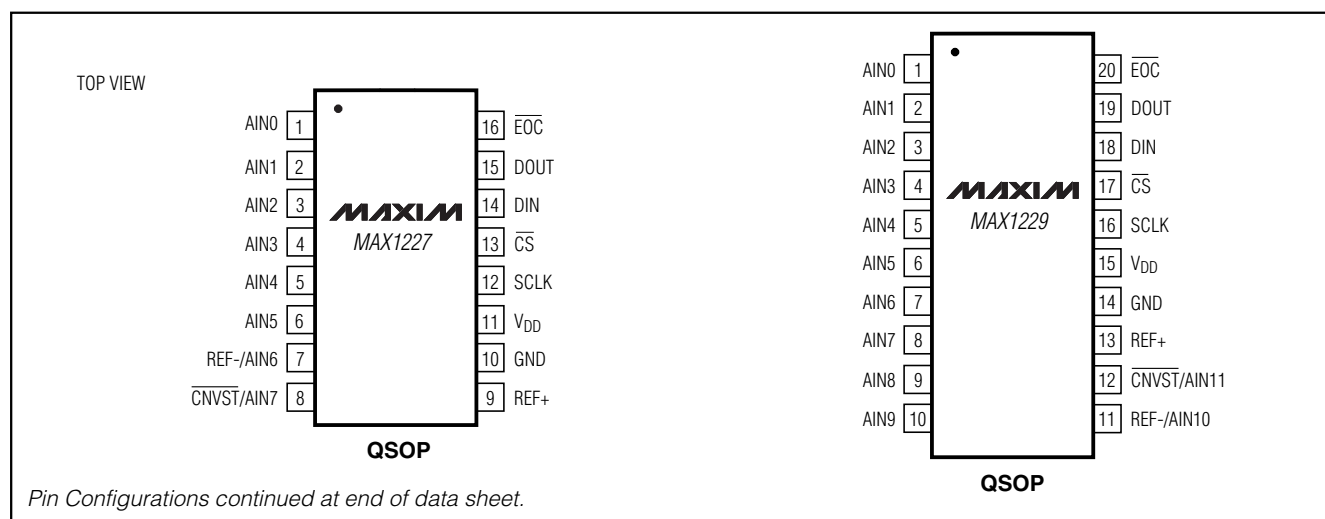 TOP VIEW
AIN0 1
AIN1 2
AIN2 3
AIN3 4
AIN4 5
AIN5 6
REF-/AIN6 7
CNVST/AIN7 8
MAXIM
MAX1227
16 EOC
15 DOUT
14 DIN
13 CS
12 SCLK
11 VDD
10 GND
9 REF+
QSOP
AIN0 1
AIN1 2
AIN2 3
AIN3 4
AIN4 5
AIN5 6
AIN6 7
AIN7 8
AIN8 9
AIN9 10
MAXIM
MAX1229
20 EOC
19 DOUT
18 DIN
17 CS
16 SCLK
15 VDD
14 GND
13 REF+
12 CNVST/AIN11
11 REF-/AIN10
QSOP
Pin Configurations continued at end of data sheet.